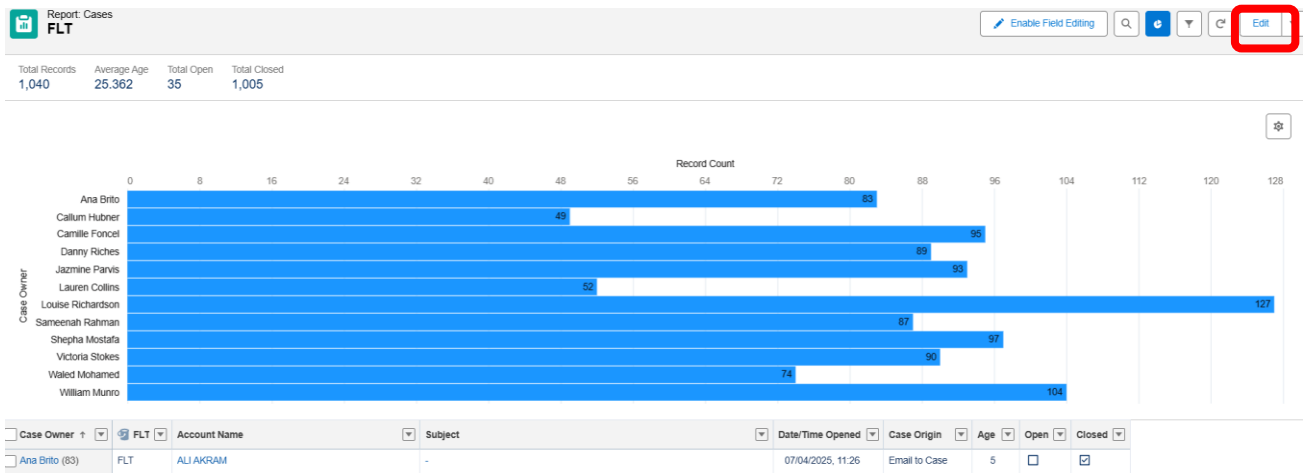 Report: Cases
FLT
Enable Field Editing
Edit
Total Records Average Age Total Open Total Closed
1,040 25.362 35 1,005
Record Count
0 8 16 24 32 40 48 56 64 72 80 88 96 104 112 120 128
Case Owner
Ana Brito 83
Callum Hubner 49
Camille Foncel 95
Danny Riches 89
Jazmine Parvis 93
Lauren Collins 52
Louise Richardson 127
Sameenah Rahman 87
Shepha Mostafa 97
Victoria Stokes 90
Waled Mohamed 74
William Munro 104
Case Owner ↑ FLT Account Name Subject Date/Time Opened Case Origin Age Open Closed
Ana Brito (83) FLT ALI AKRAM - 07/04/2025, 11:26 Email to Case 5